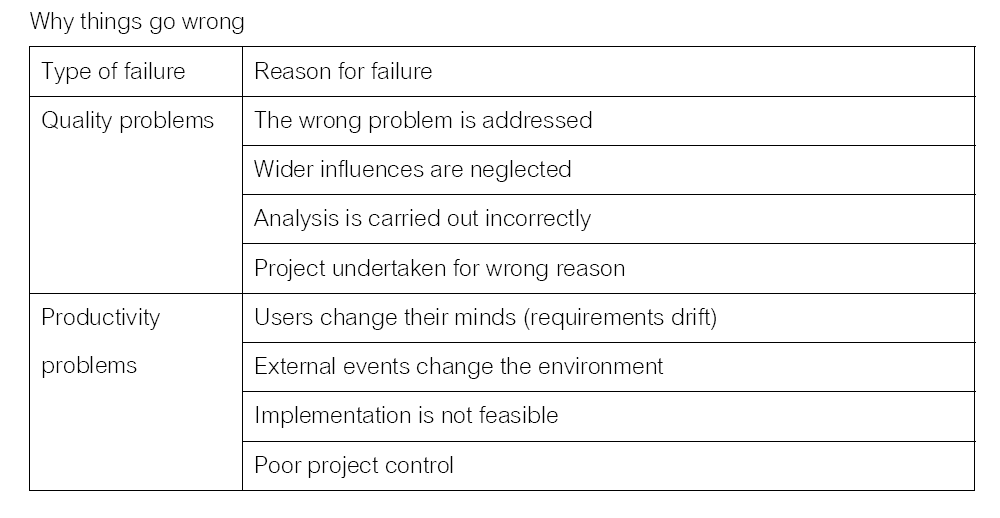 Why things go wrong
Type of failure
Reason for failure
Quality problems
The wrong problem is addressed
Wider influences are neglected
Analysis is carried out incorrectly
Project undertaken for wrong reason
Productivity
problems
Users change their minds (requirements drift)
External events change the environment
Implementation is not feasible
Poor project control